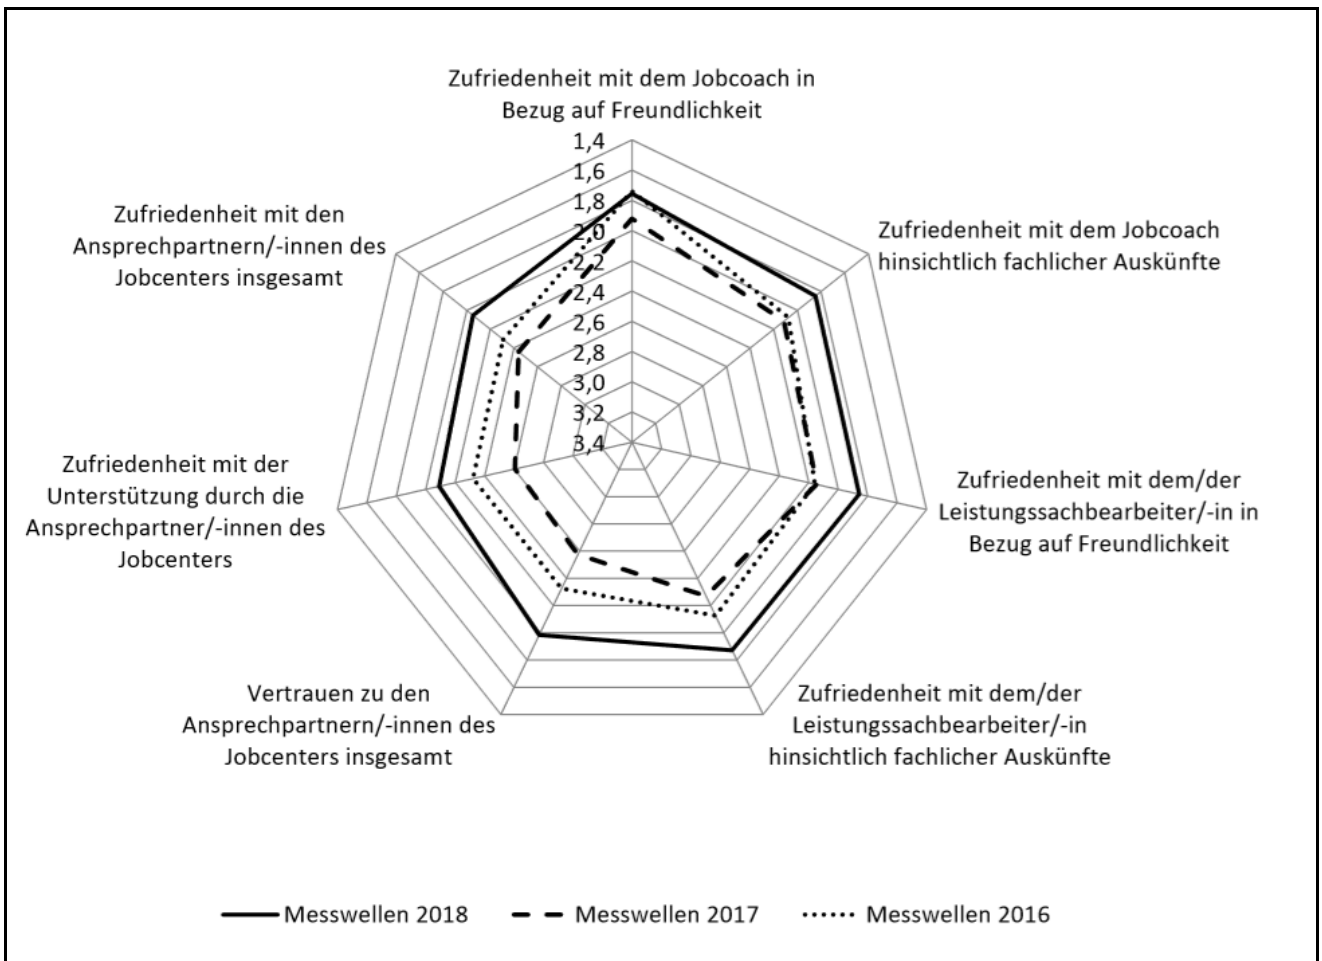 Zufriedenheit mit dem Jobcoach in
Bezug auf Freundlichkeit
1,4
1,6
1,8
2,0
2,2
2,4
2,6
2,8
3,0
3,2
3,4
Zufriedenheit mit dem Jobcoach
hinsichtlich fachlicher Auskünfte
Zufriedenheit mit dem/der
Leistungssachbearbeiter/-in in
Bezug auf Freundlichkeit
Zufriedenheit mit dem/der
Leistungssachbearbeiter/-in
hinsichtlich fachlicher Auskünfte
Vertrauen zu den
Ansprechpartnern/-innen des
Jobcenters insgesamt
Zufriedenheit mit der
Unterstützung durch die
Ansprechpartner/-innen des
Jobcenters
Zufriedenheit mit den
Ansprechpartnern/-innen des
Jobcenters insgesamt
Messwellen 2018
Messwellen 2017
Messwellen 2016